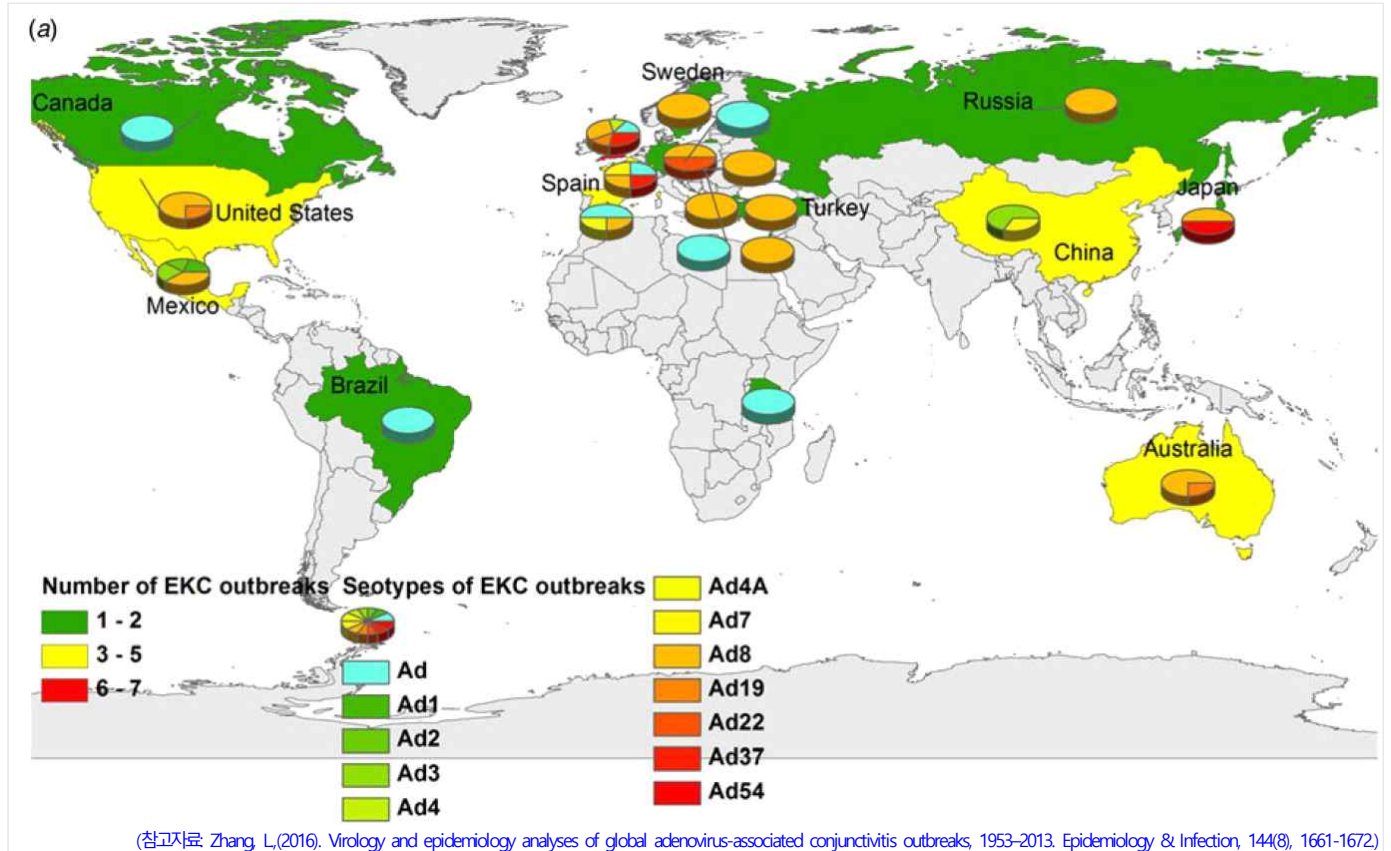 (a)
Sweden
Canada
Russia
Spain
Japan
United States
Turkey
China
Mexico
Brazil
Australia
Number of EKC outbreaks
1 - 2
3 - 5
6 - 7
Seotypes of EKC outbreaks
Ad
Ad1
Ad2
Ad3
Ad4
Ad4A
Ad7
Ad8
Ad19
Ad22
Ad37
Ad54
(참고자료: Zhang, L.,(2016). Virology and epidemiology analyses of global adenovirus-associated conjunctivitis outbreaks, 1953–2013. Epidemiology & Infection, 144(8), 1661-1672.)